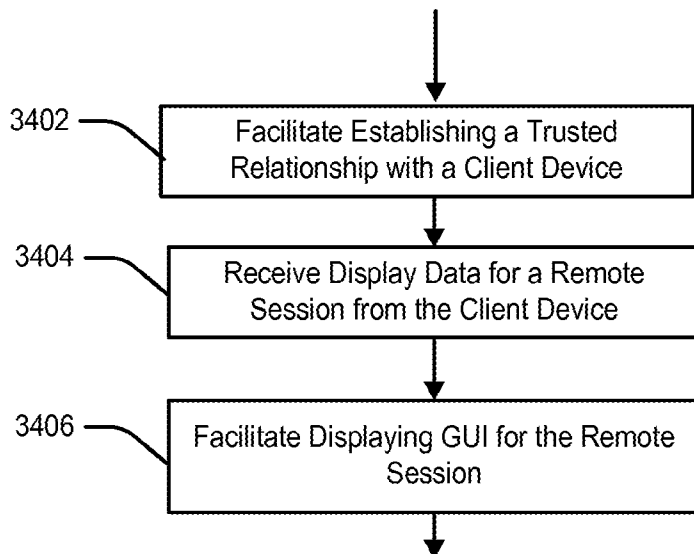 3402
Facilitate Establishing a Trusted
Relationship with a Client Device
3404
Receive Display Data for a Remote
Session from the Client Device
3406
Facilitate Displaying GUI for the Remote
Session